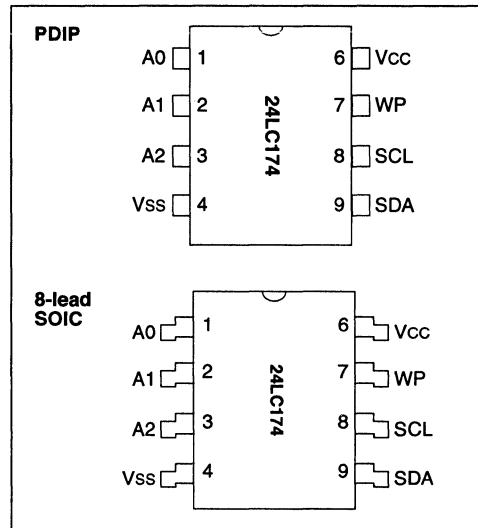 PDIP
A0 1 6 Vcc
A1 2 7 WP
A2 3 8 SCL
Vss 4 9 SDA
24LC174
8-lead
SOIC
A0 1 6 Vcc
A1 2 7 WP
A2 3 8 SCL
Vss 4 9 SDA
24LC174